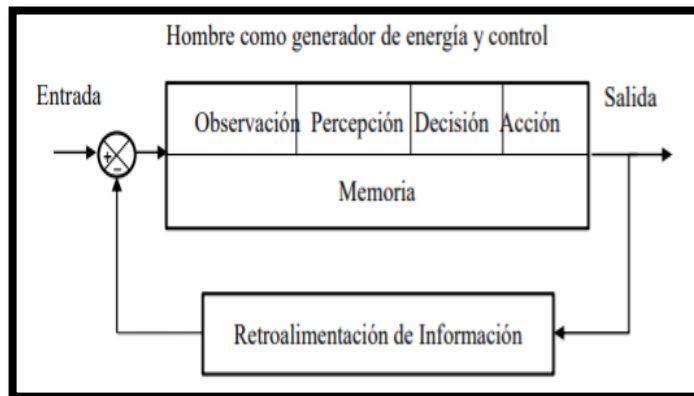 Hombre como generador de energía y control
Entrada
Salida
Observación Percepción Decisión Acción
+
−
Memoria
Retroalimentación de Información